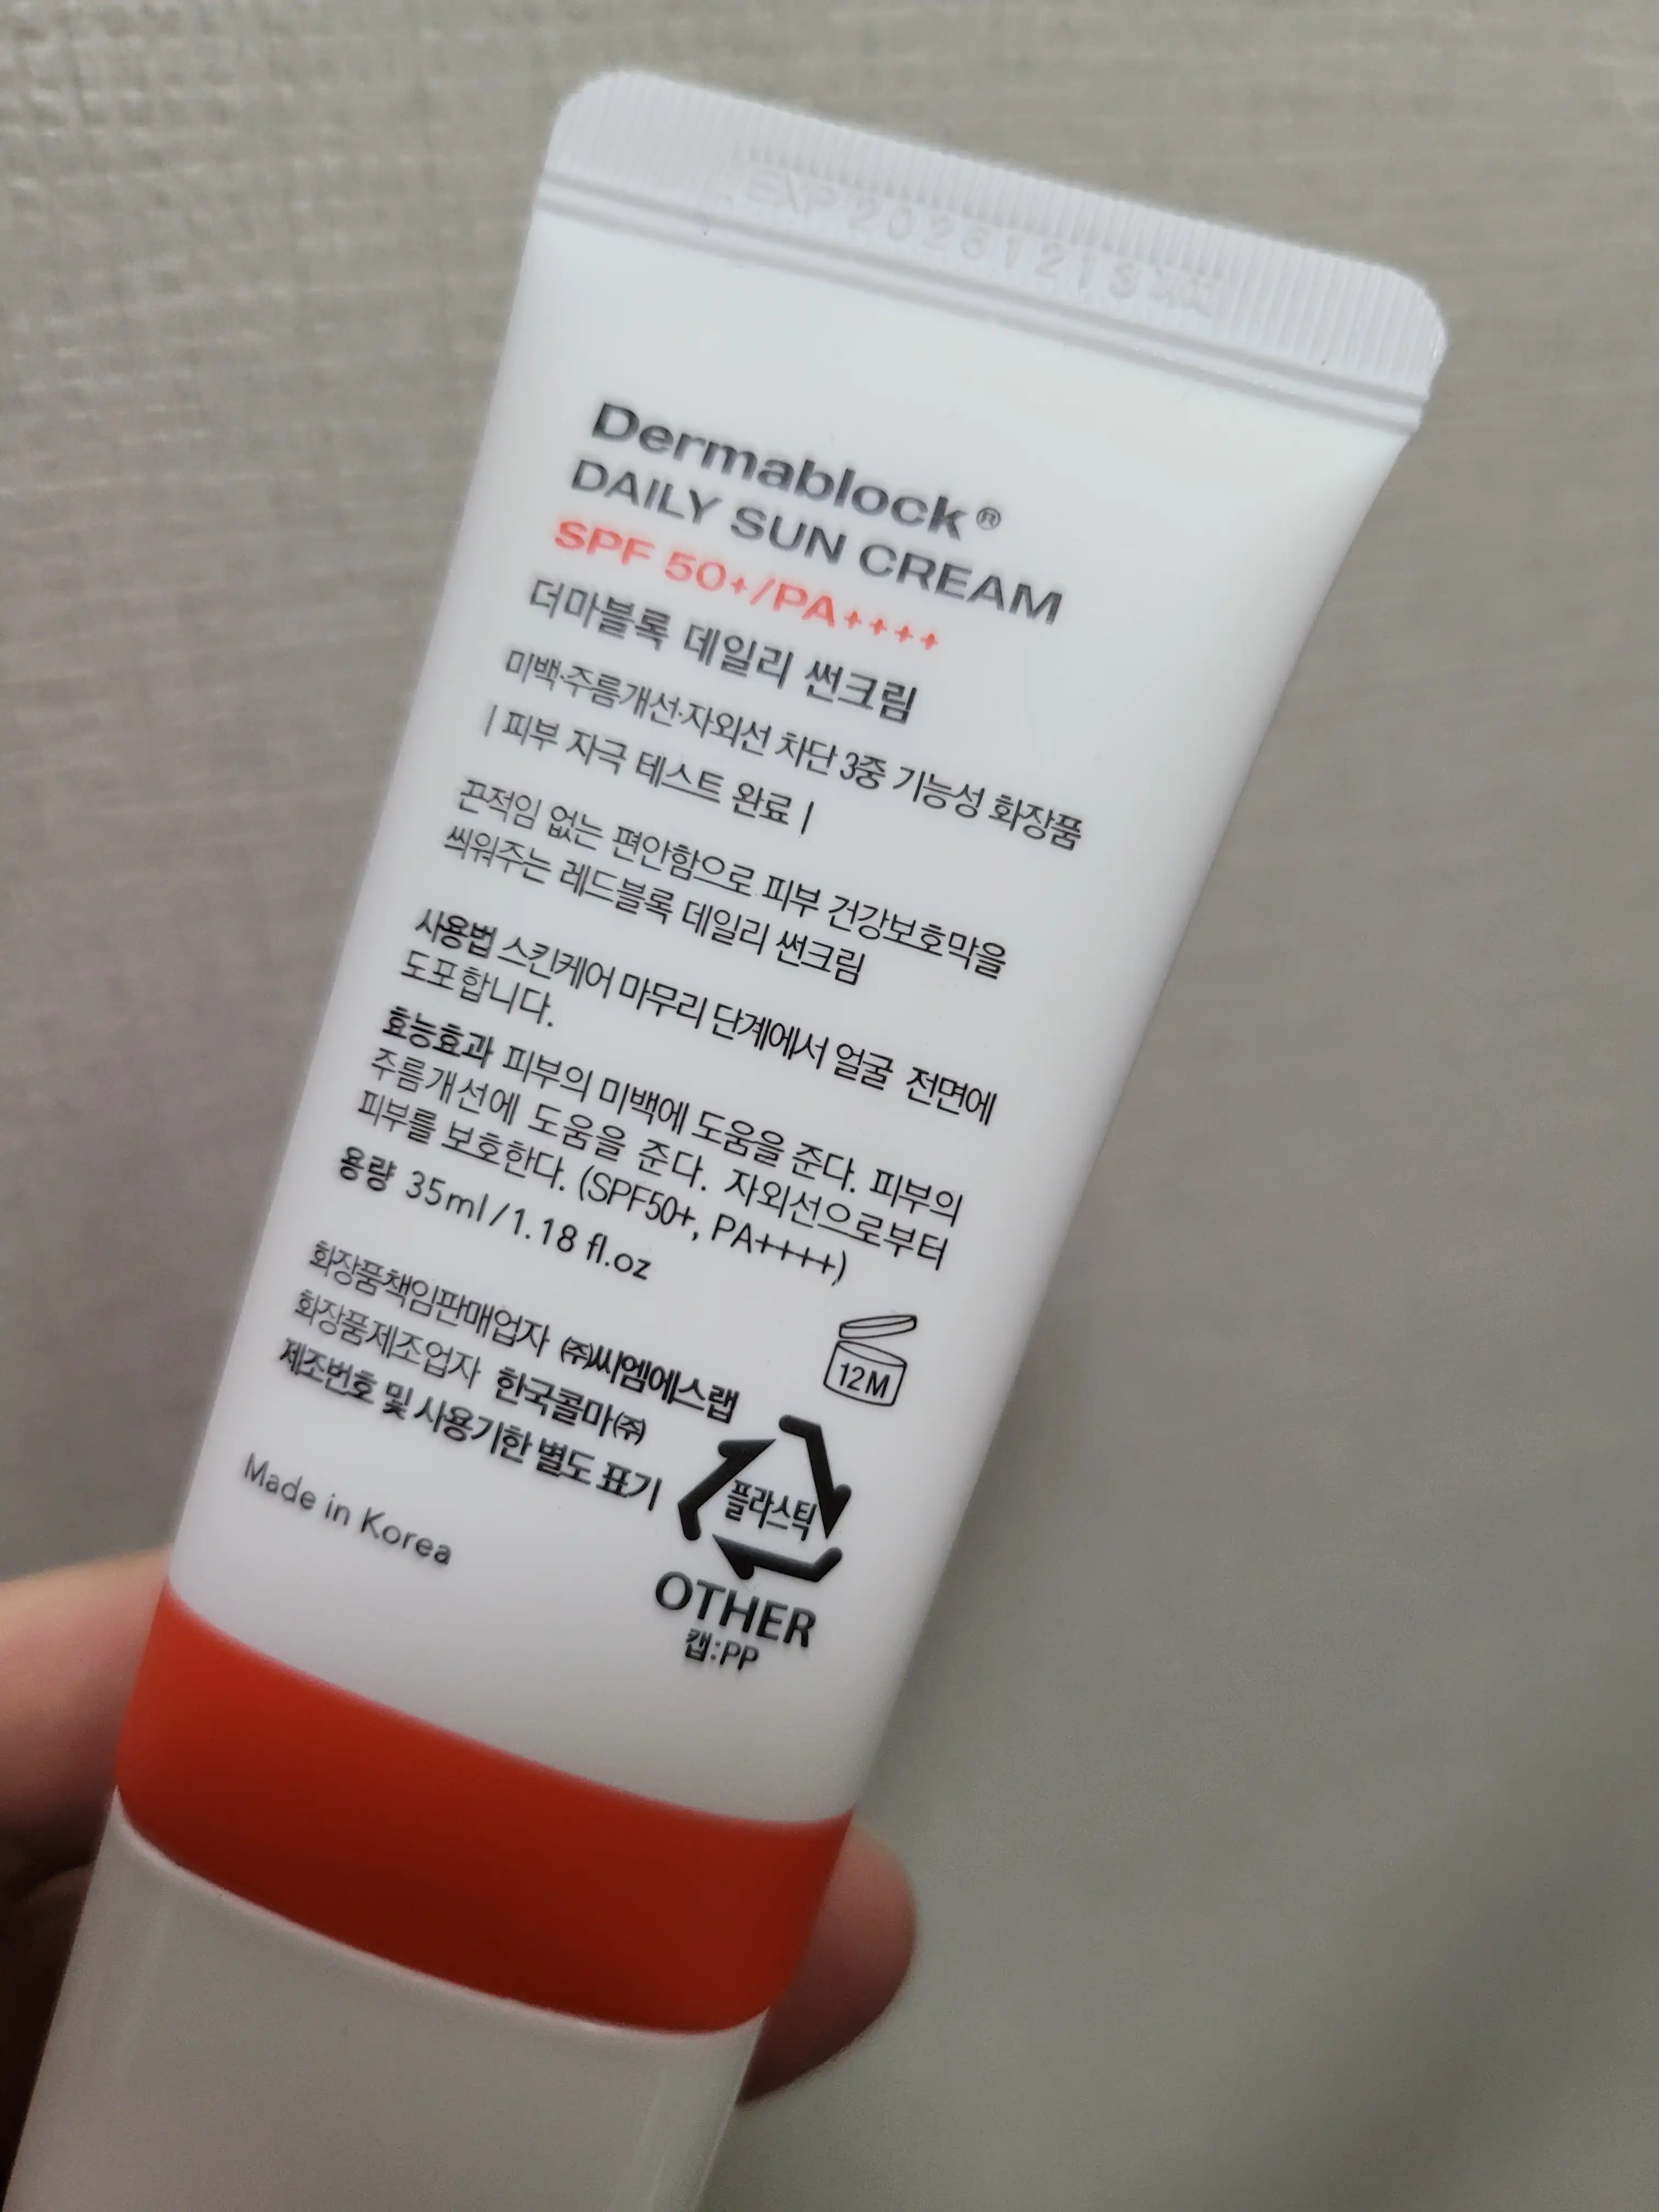 EXP 20261213 까지
Dermablock®
DAILY SUN CREAM
SPF 50+/PA++++
더마블록 데일리 썬크림
미백·주름개선·자외선 차단 3중 기능성 화장품
| 피부 자극 테스트 완료 |
끈적임 없는 편안함으로 피부 건강보호막을
씌워주는 레드블록 데일리 썬크림
사용법 스킨케어 마무리 단계에서 얼굴 전면에
도포합니다.
효능효과 피부의 미백에 도움을 준다. 피부의
주름개선에 도움을 준다. 자외선으로부터
피부를 보호한다. (SPF50+, PA++++)
용량 35ml/1.18 fl.oz
화장품책임판매업자 ㈜씨엠에스랩
화장품제조업자 한국콜마㈜
제조번호 및 사용기한 별도 표기
Made in Korea
12M
플라스틱
OTHER
캡:PP